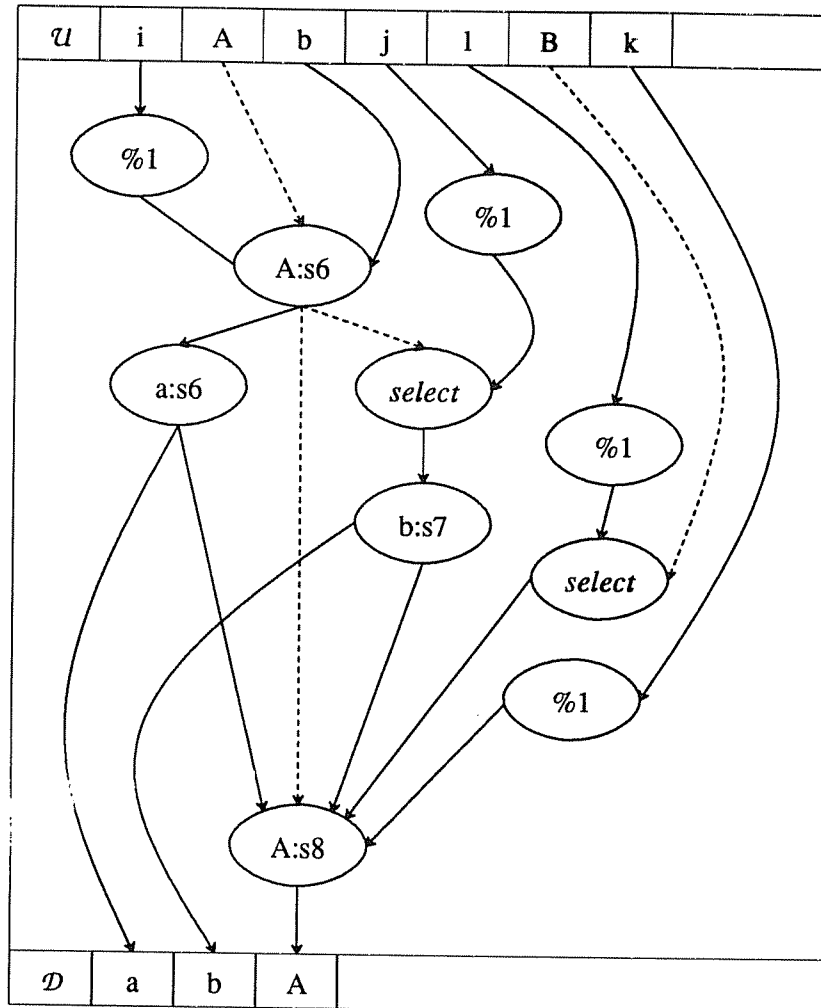 𝒰 i A b j l B k
%1
%1
A:s6
a:s6
select
%1
b:s7
select
%1
A:s8
𝒟 a b A